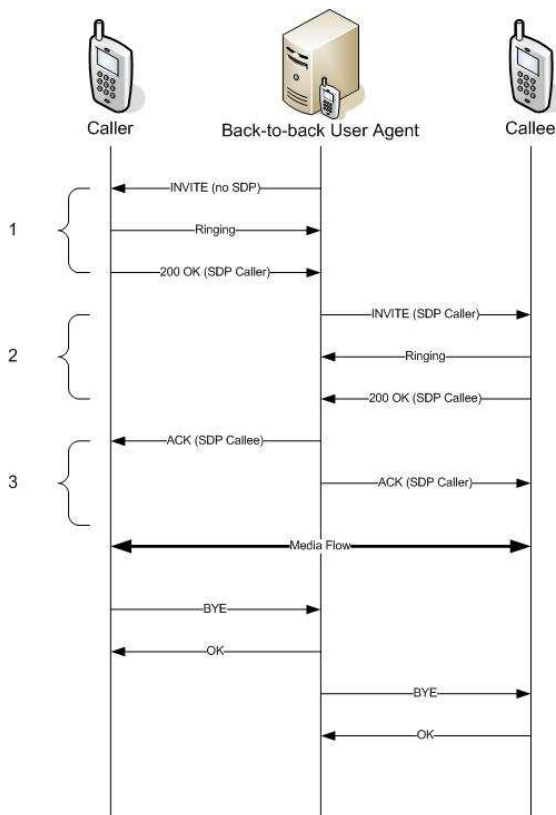 Caller
Back-to-back User Agent
Callee
INVITE (no SDP)
1
Ringing
200 OK (SDP Caller)
INVITE (SDP Caller)
2
Ringing
200 OK (SDP Callee)
ACK (SDP Callee)
3
ACK (SDP Caller)
Media Flow
BYE
OK
BYE
OK